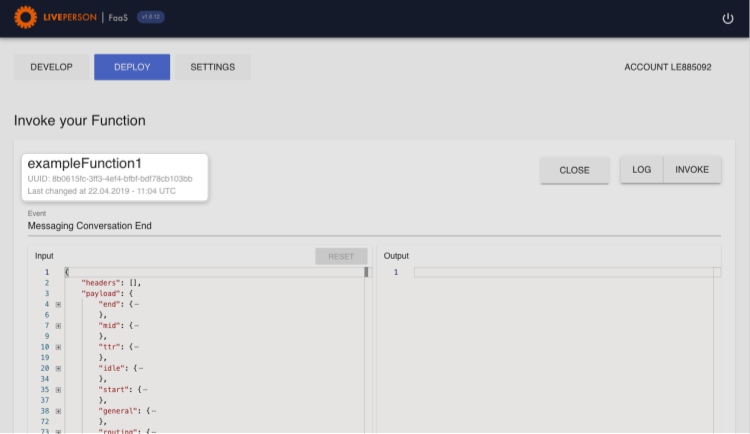 LIVEPERSON | FaaS v1.6.12
DEVELOP DEPLOY SETTINGS ACCOUNT LE885092
Invoke your Function
exampleFunction1
UUID: 8b0615fc-3ff3-4ef4-bfbf-bdf78cb103bb
Last changed at 22.04.2019 - 11:04 UTC
CLOSE LOG INVOKE
Event
Messaging Conversation End
Input RESET Output
1 { 1
2 "headers": [],
3 "payload": {
4 "end": {⋯
6 },
7 "mid": {⋯
9 },
10 "ttr": {⋯
19 },
20 "idle": {⋯
34 },
35 "start": {⋯
37 },
38 "general": {⋯
72 },
73 "routing": {⋯